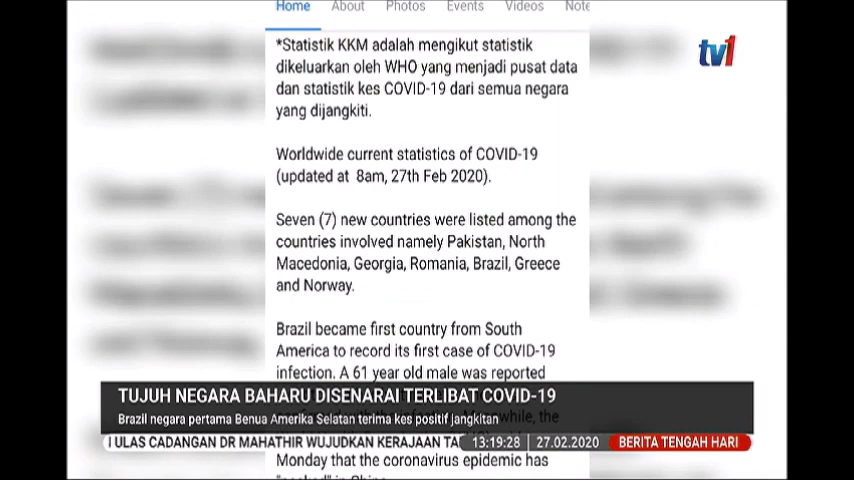 Home About Photos Events Videos Note
tv1
*Statistik KKM adalah mengikut statistik
dikeluarkan oleh WHO yang menjadi pusat data
dan statistik kes COVID-19 dari semua negara
yang dijangkiti.
Worldwide current statistics of COVID-19
(updated at 8am, 27th Feb 2020).
Seven (7) new countries were listed among the
countries involved namely Pakistan, North
Macedonia, Georgia, Romania, Brazil, Greece
and Norway.
Brazil became first country from South
America to record its first case of COVID-19
infection. A 61 year old male was reported
TUJUH NEGARA BAHARU DISENARAI TERLIBAT COVID-19
Brazil negara pertama Benua Amerika Selatan terima kes positif jangkitan
I ULAS CADANGAN DR MAHATHIR WUJUDKAN KERAJAAN TA 13:19:28 27.02.2020 BERITA TENGAH HARI
Monday that the coronavirus epidemic has